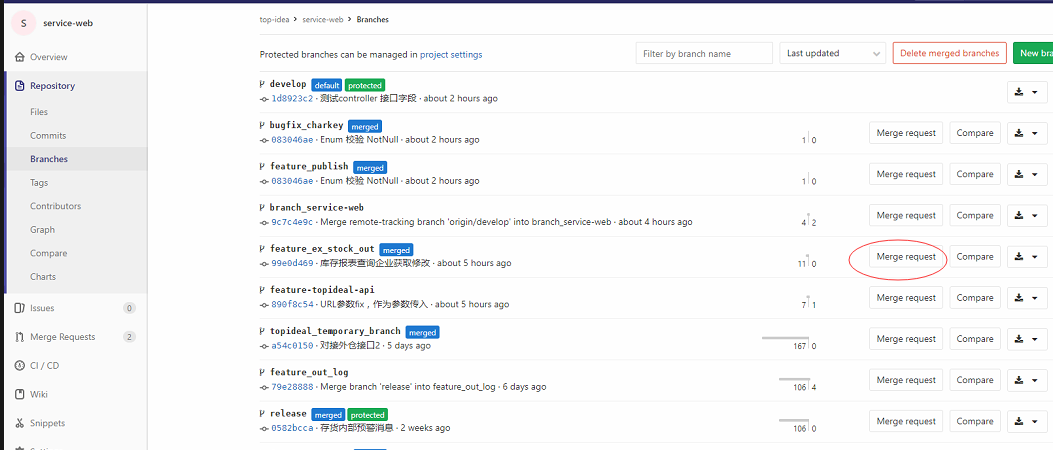 S service-web
Overview
Repository
Files
Commits
Branches
Tags
Contributors
Graph
Compare
Charts
Issues 0
Merge Requests 2
CI / CD
Wiki
Snippets
top-idea > service-web > Branches
Protected branches can be managed in project settings
Filter by branch name
Last updated
Delete merged branches
New bra
develop default protected
1d8923c2 · 测试controller 接口字段 · about 2 hours ago
bugfix_charkey merged
083046ae · Enum 校验 NotNull · about 2 hours ago
1 0 Merge request Compare
feature_publish merged
083046ae · Enum 校验 NotNull · about 2 hours ago
1 0 Merge request Compare
branch_service-web
9c7c4e9c · Merge remote-tracking branch 'origin/develop' into branch_service-web · about 4 hours ago
4 2 Merge request Compare
feature_ex_stock_out merged
99e0d469 · 库存报表查询企业获取修改 · about 5 hours ago
11 0 Merge request Compare
feature-topideal-api
890f8c54 · URL参数fix，作为参数传入 · about 5 hours ago
7 1 Merge request Compare
topideal_temporary_branch merged
a54c0150 · 对接外仓接口2 · 5 days ago
167 0 Merge request Compare
feature_out_log
79e28888 · Merge branch 'release' into feature_out_log · 6 days ago
106 4 Merge request Compare
release merged protected
0582bcca · 存货内部预警消息 · 2 weeks ago
106 0 Merge request Compare